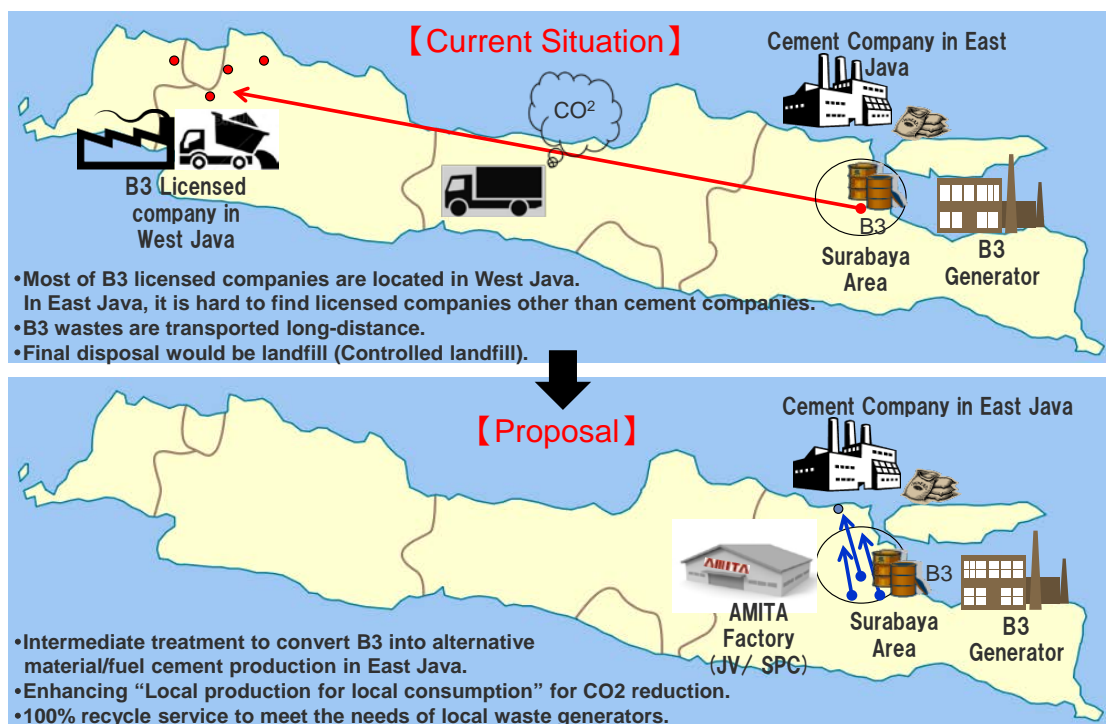 【Current Situation】
Cement Company in East
Java
CO²
B3 Licensed
company in
West Java
B3
Surabaya
Area
B3
Generator
•Most of B3 licensed companies are located in West Java.
In East Java, it is hard to find licensed companies other than cement companies.
•B3 wastes are transported long-distance.
•Final disposal would be landfill (Controlled landfill).
【Proposal】
Cement Company in East Java
AMITA
B3
AMITA
Factory
(JV/ SPC)
Surabaya
Area
B3
Generator
•Intermediate treatment to convert B3 into alternative
material/fuel cement production in East Java.
•Enhancing “Local production for local consumption” for CO2 reduction.
•100% recycle service to meet the needs of local waste generators.